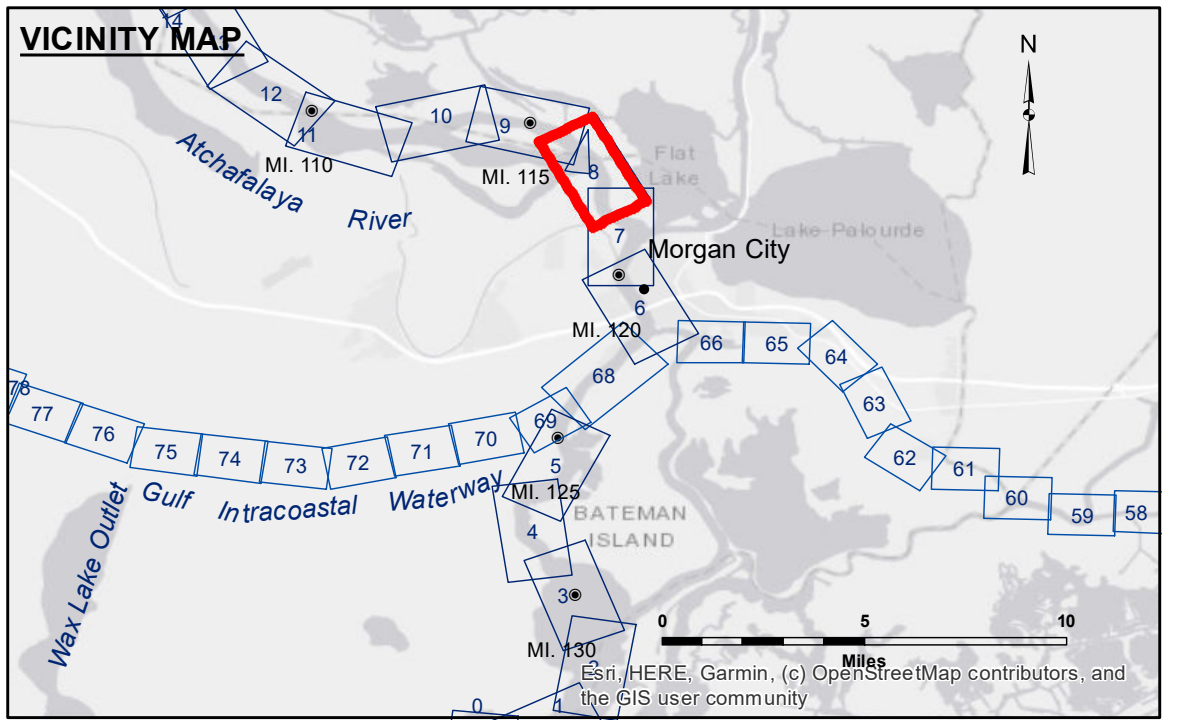 14
VICINITY MAP
13
N
12
11
10
9
8
MI. 110
MI. 115
Flat
Lake
Atchafalaya
River
7
Lake Palourde
Morgan City
6
MI. 120
66
65
64
63
62
61
60
59
58
68
69
70
71
72
73
74
75
76
77
78
5
MI. 125
Gulf Intracoastal Waterway
Wax Lake Outlet
BATEMAN
ISLAND
4
3
MI. 130
2
1
0
0 5 10
Miles
Esri, HERE, Garmin, (c) OpenStreetMap contributors, and
the GIS user community